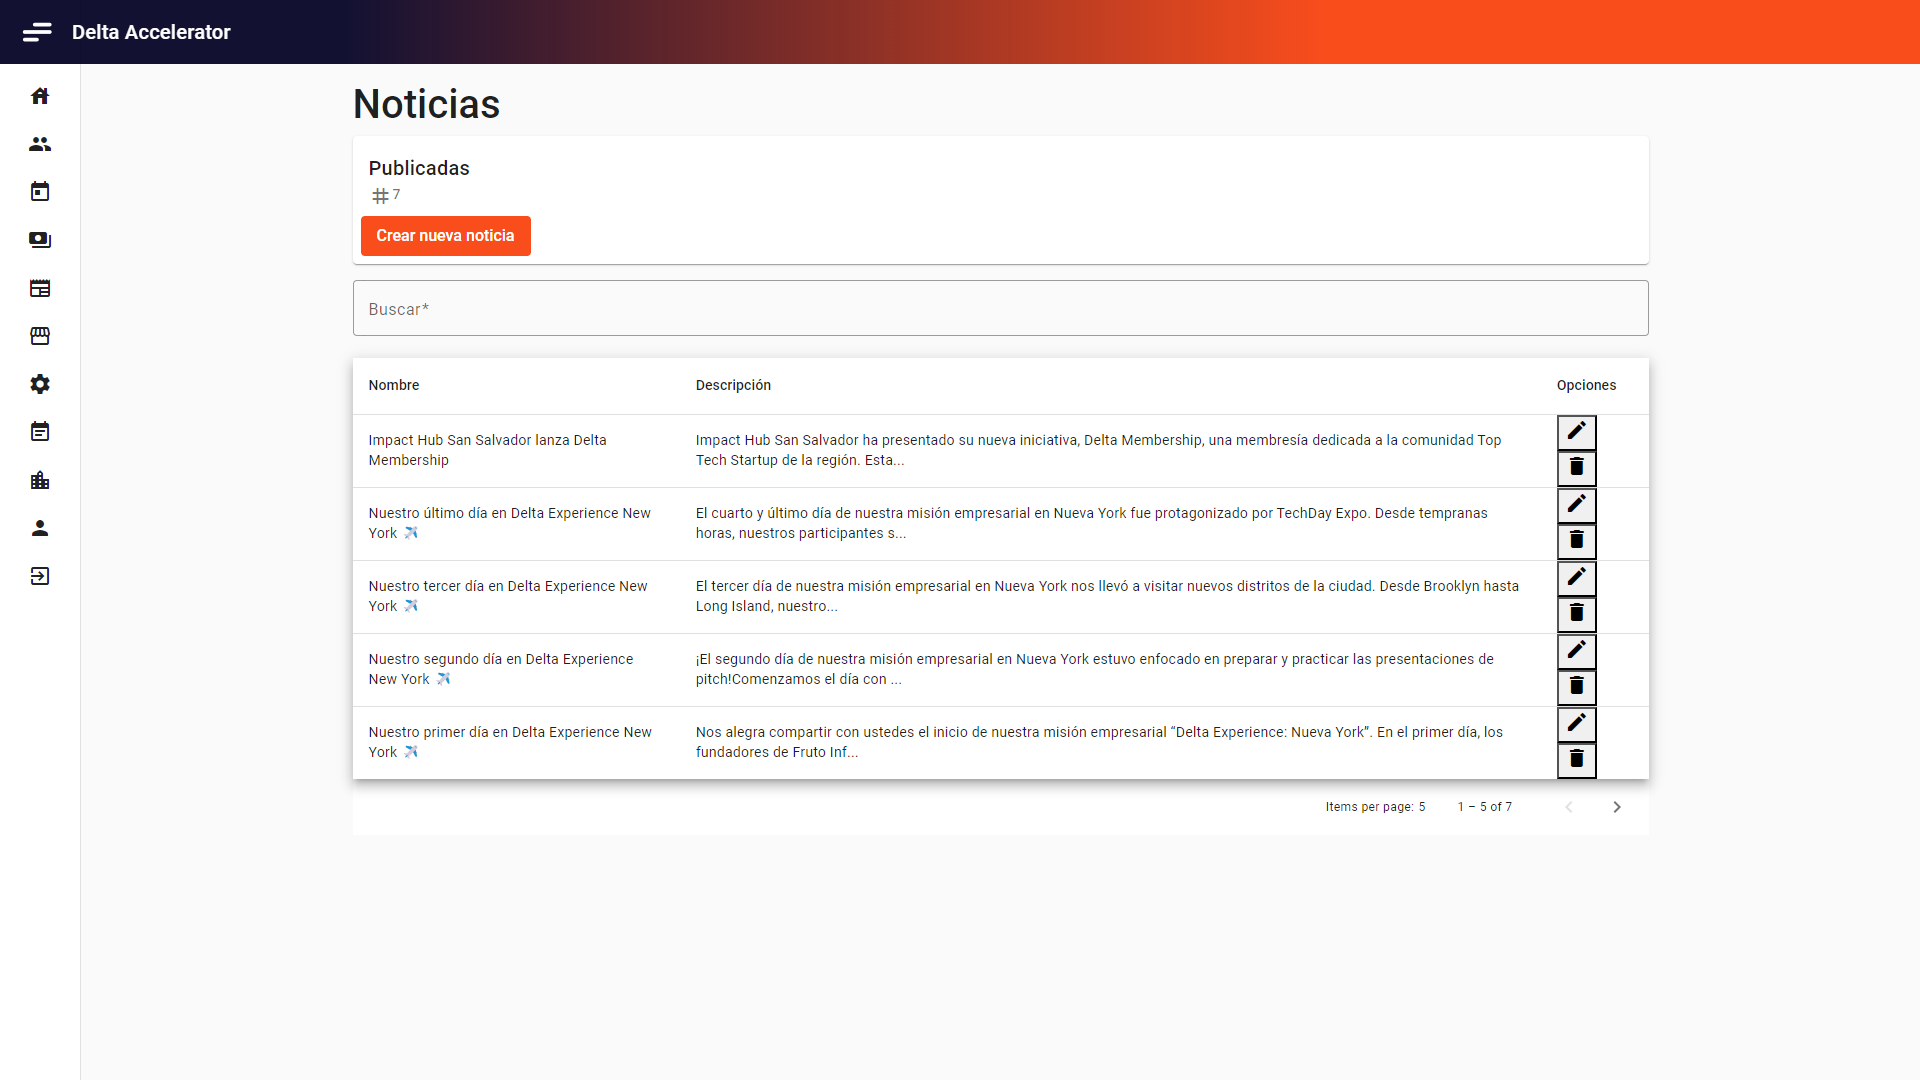 Delta Accelerator
Noticias
Publicadas
7
Crear nueva noticia
Buscar*
Nombre
Descripción
Opciones
Impact Hub San Salvador lanza Delta
Membership
Impact Hub San Salvador ha presentado su nueva iniciativa, Delta Membership, una membresía dedicada a la comunidad Top
Tech Startup de la región. Esta...
Nuestro último día en Delta Experience New
York ✈️
El cuarto y último día de nuestra misión empresarial en Nueva York fue protagonizado por TechDay Expo. Desde tempranas
horas, nuestros participantes s...
Nuestro tercer día en Delta Experience New
York ✈️
El tercer día de nuestra misión empresarial en Nueva York nos llevó a visitar nuevos distritos de la ciudad. Desde Brooklyn hasta
Long Island, nuestro...
Nuestro segundo día en Delta Experience
New York ✈️
¡El segundo día de nuestra misión empresarial en Nueva York estuvo enfocado en preparar y practicar las presentaciones de
pitch!Comenzamos el día con ...
Nuestro primer día en Delta Experience New
York ✈️
Nos alegra compartir con ustedes el inicio de nuestra misión empresarial “Delta Experience: Nueva York”. En el primer día, los
fundadores de Fruto Inf...
Items per page: 5
1 – 5 of 7